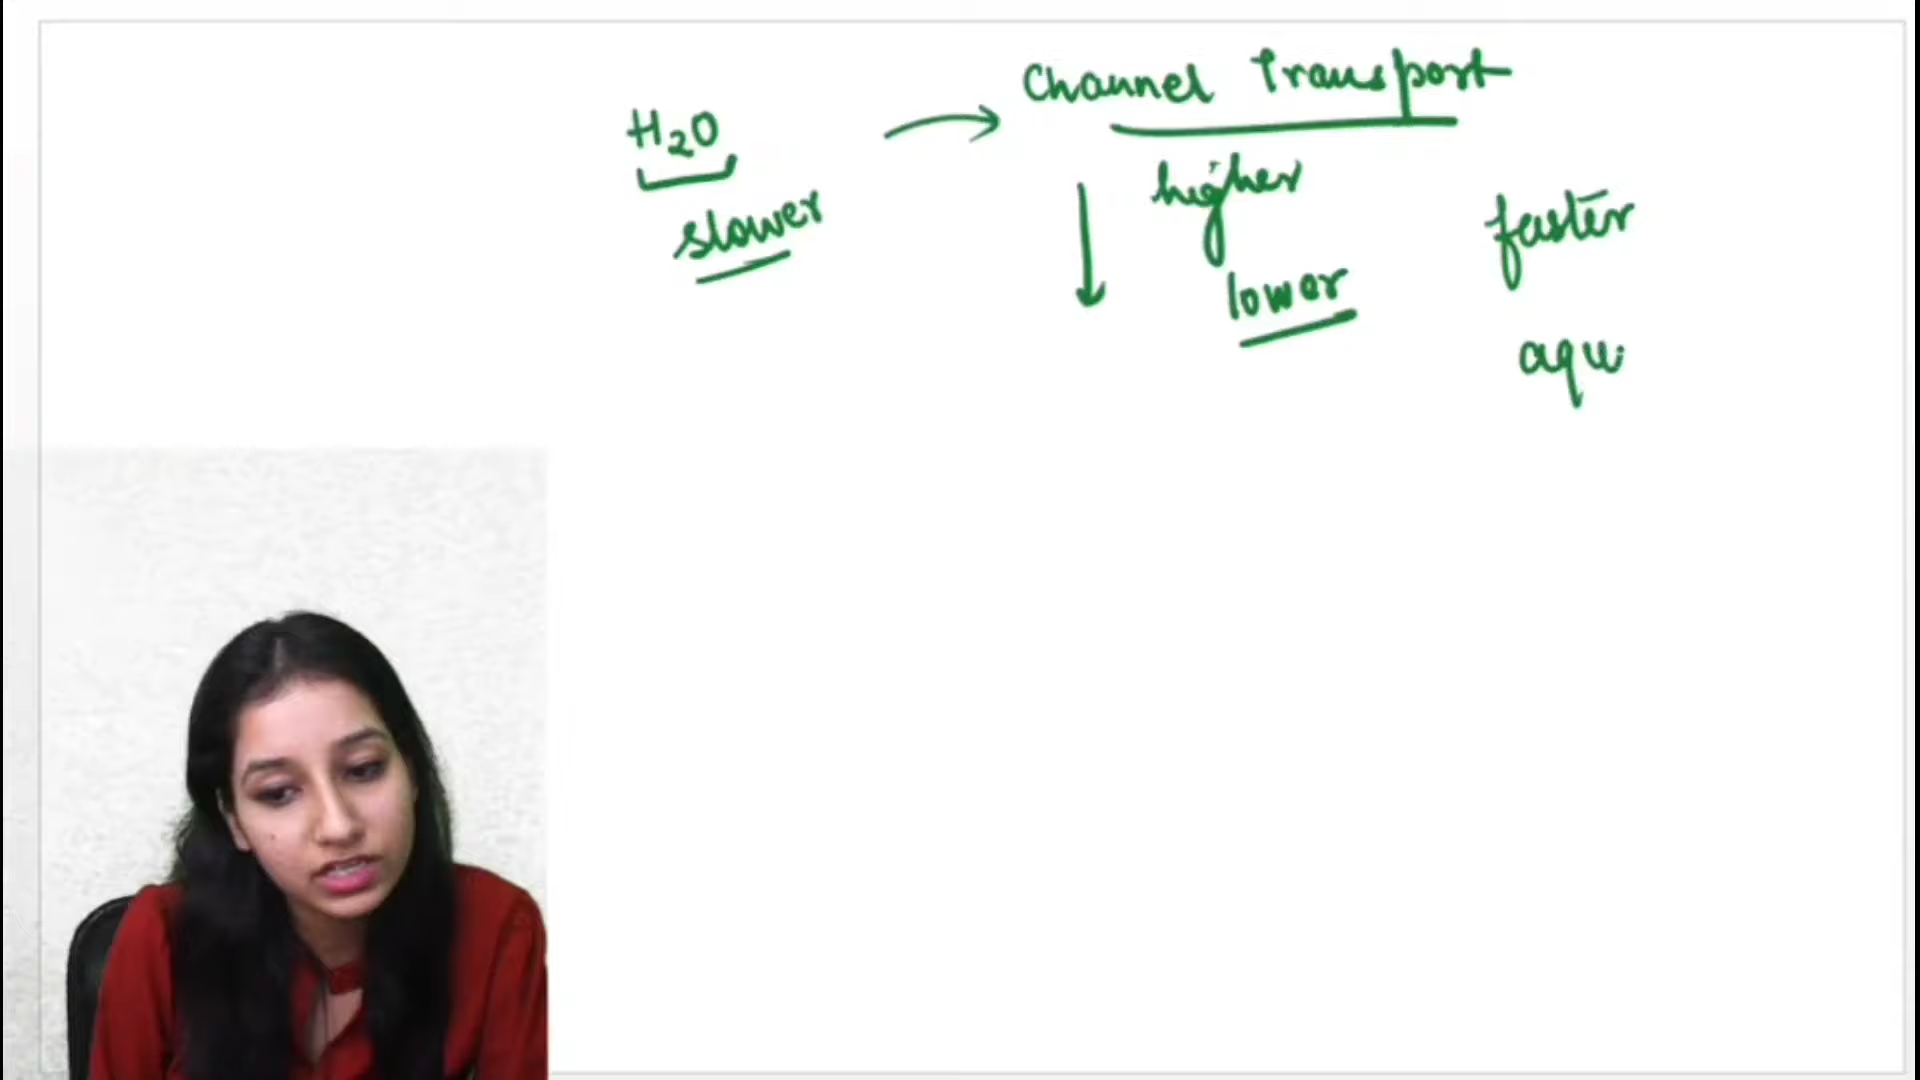 Channel Transport
H2O →
higher
slower
faster
lower
aqu